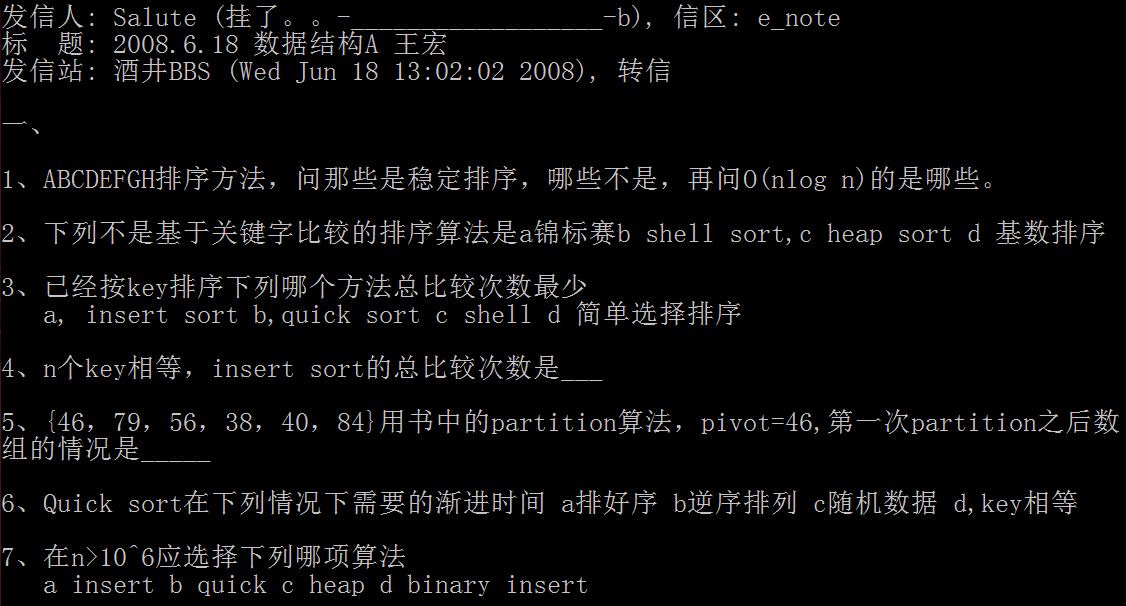 发信人: Salute (挂了。。-__________________-b), 信区: e_note
标  题: 2008.6.18 数据结构A 王宏
发信站: 酒井BBS (Wed Jun 18 13:02:02 2008), 转信
一、
1、ABCDEFGH排序方法，问那些是稳定排序，哪些不是，再问O(nlog n)的是哪些。
2、下列不是基于关键字比较的排序算法是a锦标赛b shell sort,c heap sort d 基数排序
3、已经按key排序下列哪个方法总比较次数最少
a, insert sort b,quick sort c shell d 简单选择排序
4、n个key相等，insert sort的总比较次数是___
5、{46，79，56，38，40，84}用书中的partition算法，pivot=46,第一次partition之后数
组的情况是_____
6、Quick sort在下列情况下需要的渐进时间 a排好序 b逆序排列 c随机数据 d,key相等
7、在n>10^6应选择下列哪项算法
a insert b quick c heap d binary insert